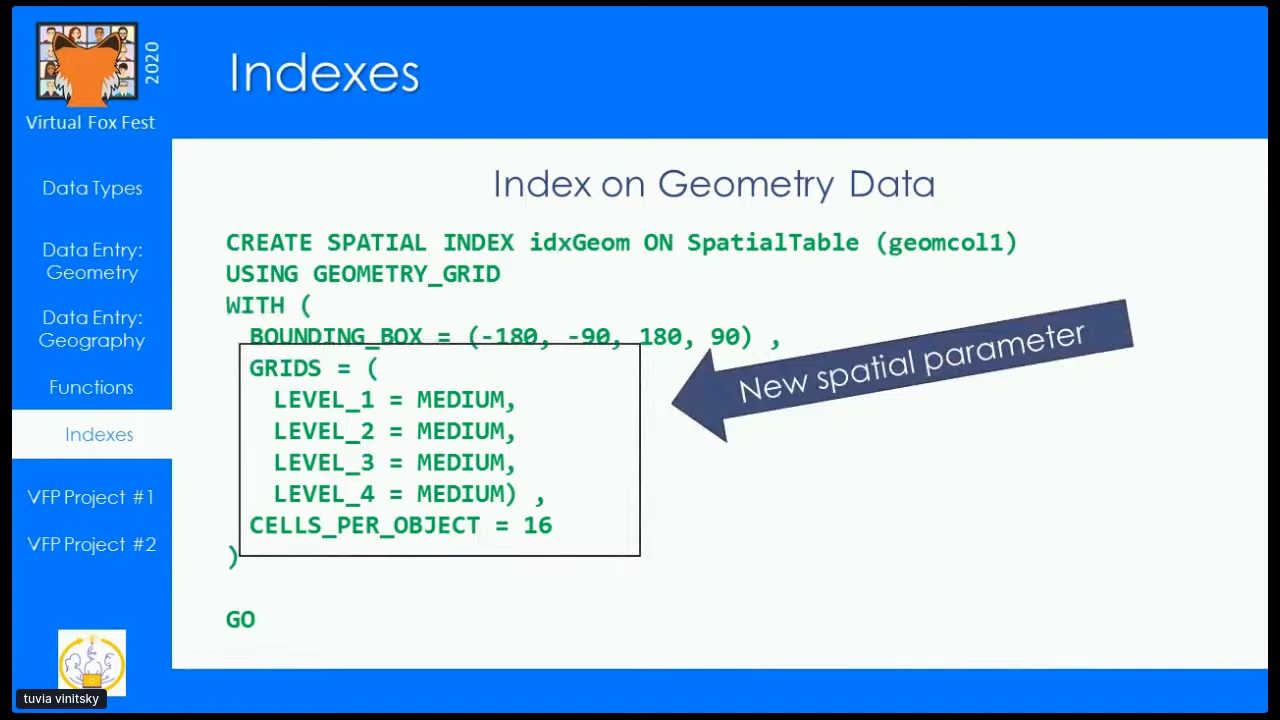 2020
Virtual Fox Fest
Indexes
Data Types
Data Entry:
Geometry
Data Entry:
Geography
Functions
Indexes
VFP Project #1
VFP Project #2
Index on Geometry Data
CREATE SPATIAL INDEX idxGeom ON SpatialTable (geomcol1)
USING GEOMETRY_GRID
WITH (
BOUNDING_BOX = (-180, -90, 180, 90) ,
GRIDS = (
LEVEL_1 = MEDIUM,
LEVEL_2 = MEDIUM,
LEVEL_3 = MEDIUM,
LEVEL_4 = MEDIUM) ,
CELLS_PER_OBJECT = 16
)
GO
New spatial parameter
tuvia vinitsky